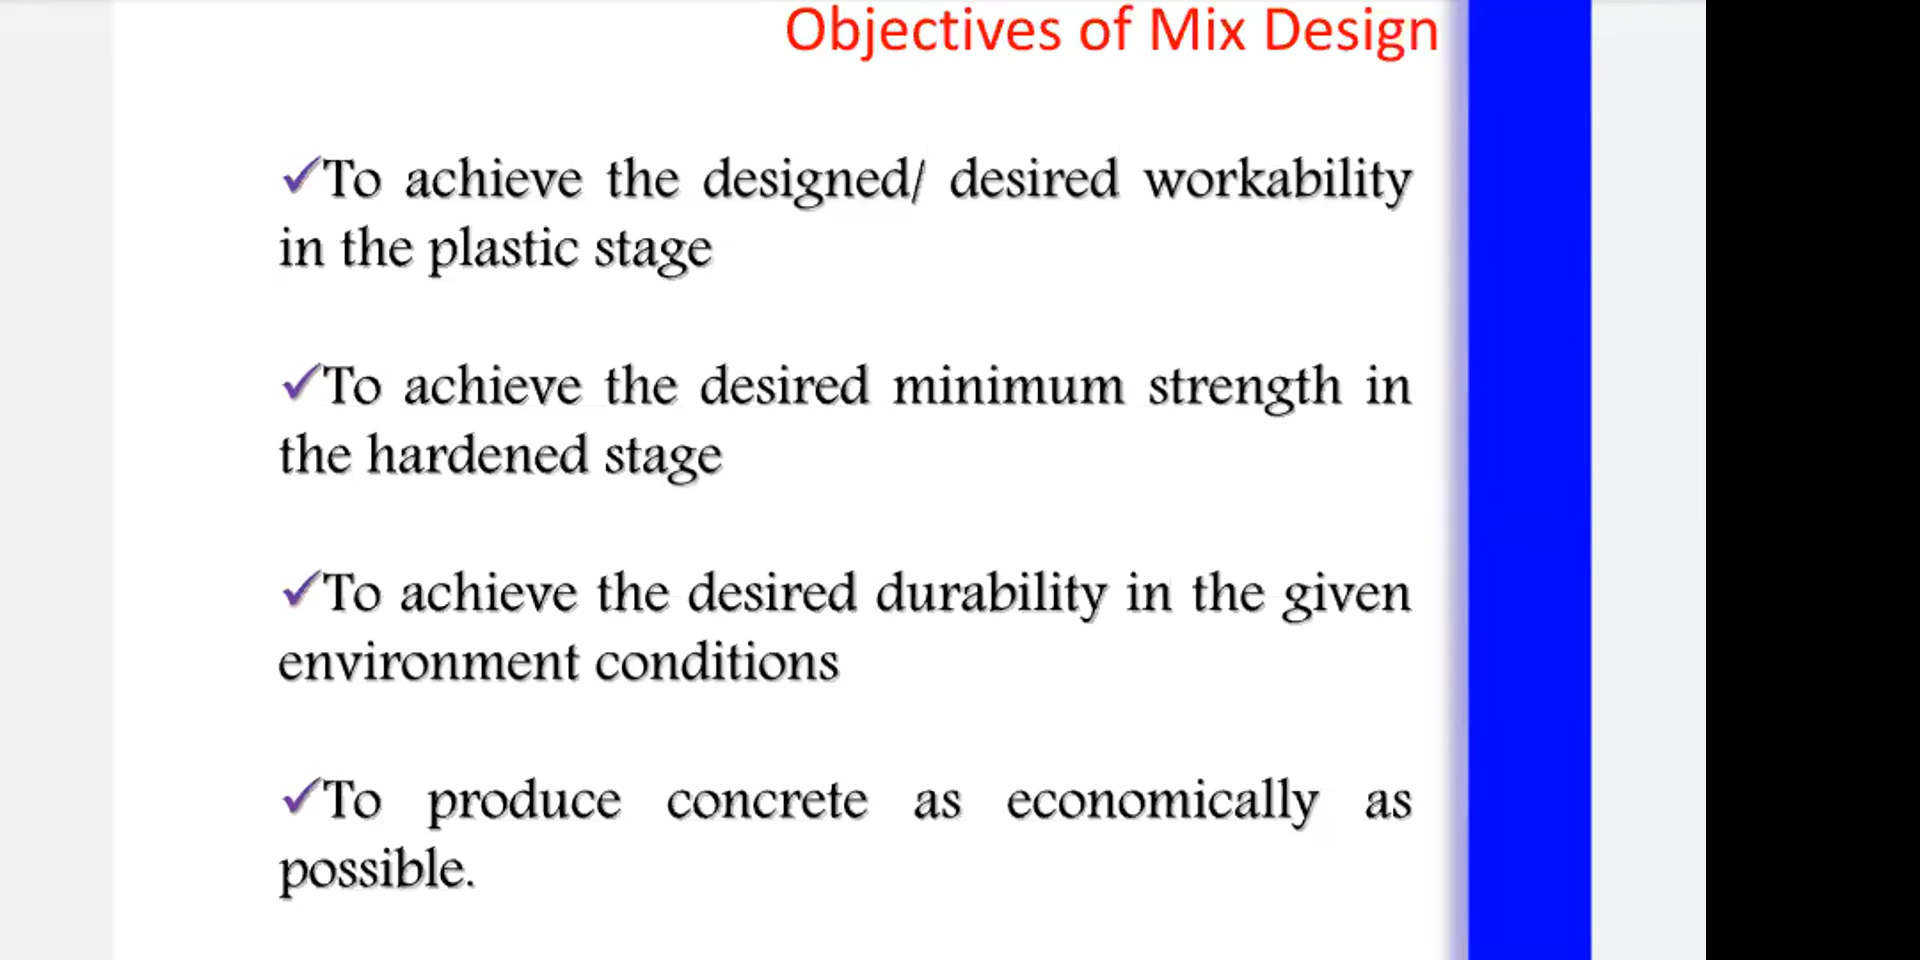 Objectives of Mix Design
✓To achieve the designed/ desired workability
in the plastic stage
✓To achieve the desired minimum strength in
the hardened stage
✓To achieve the desired durability in the given
environment conditions
✓To produce concrete as economically as
possible.